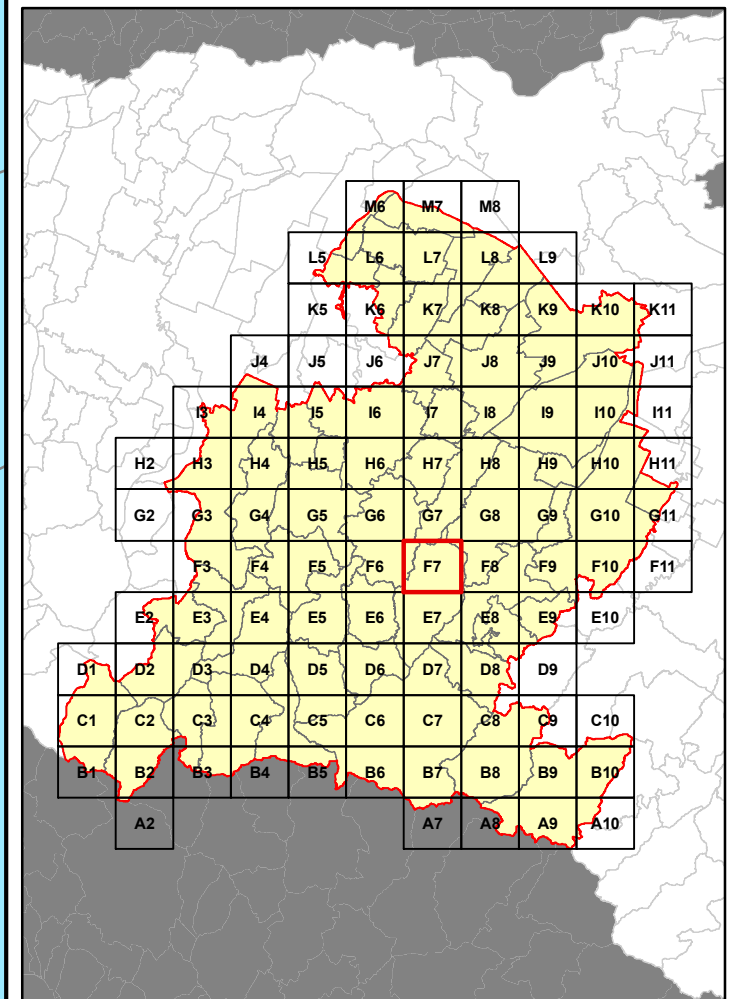 M6 M7 M8
L5 L6 L7 L8 L9
K5 K6 K7 K8 K9 K10 K11
J4 J5 J6 J7 J8 J9 J10 J11
I3 I4 I5 I6 I7 I8 I9 I10 I11
H2 H3 H4 H5 H6 H7 H8 H9 H10 H11
G2 G3 G4 G5 G6 G7 G8 G9 G10 G11
F3 F4 F5 F6 F7 F8 F9 F10 F11
E2 E3 E4 E5 E6 E7 E8 E9 E10
D1 D2 D3 D4 D5 D6 D7 D8 D9
C1 C2 C3 C4 C5 C6 C7 C8 C9 C10
B1 B2 B3 B4 B5 B6 B7 B8 B9 B10
A2 A7 A8 A9 A10